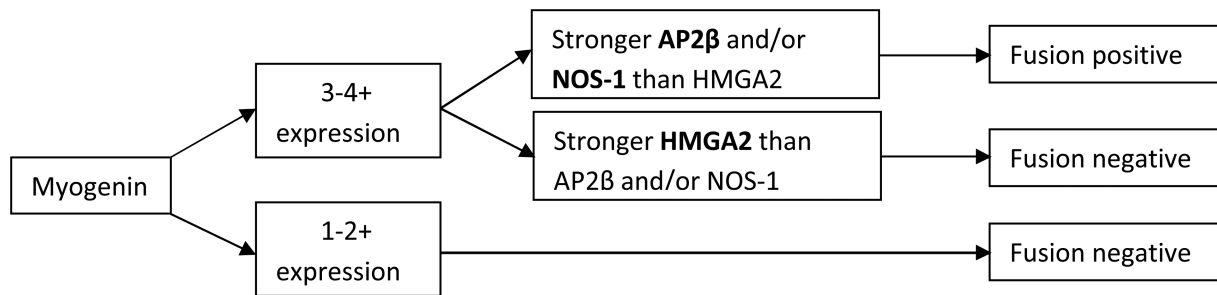 Myogenin
3-4+
expression
1-2+
expression
Stronger AP2β and/or
NOS-1 than HMGA2
Stronger HMGA2 than
AP2β and/or NOS-1
Fusion positive
Fusion negative
Fusion negative